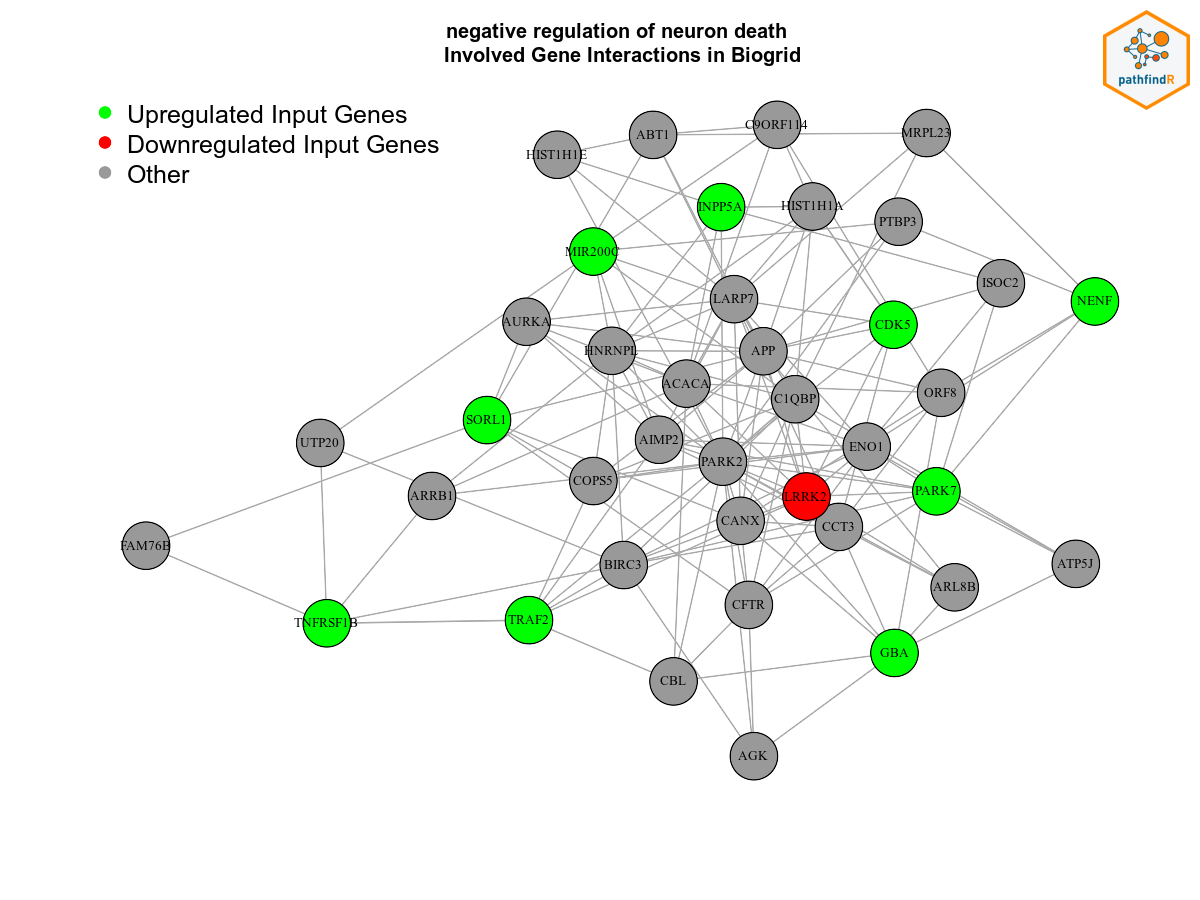 negative regulation of neuron death
Involved Gene Interactions in Biogrid
pathfindR
Upregulated Input Genes
Downregulated Input Genes
Other
C9ORF114
ABT1
MRPL23
HIST1H1E
INPP5A
HIST1H1A
PTBP3
MIR200C
ISOC2
LARP7
NENF
AURKA
CDK5
HNRNPL
APP
ACACA
C1QBP
ORF8
SORL1
UTP20
AIMP2
ENO1
PARK2
COPS5
ARRB1
LRRK2
PARK7
CANX
CCT3
FAM76B
BIRC3
ATP5J
ARL8B
CFTR
TNFRSF1B
TRAF2
GBA
CBL
AGK